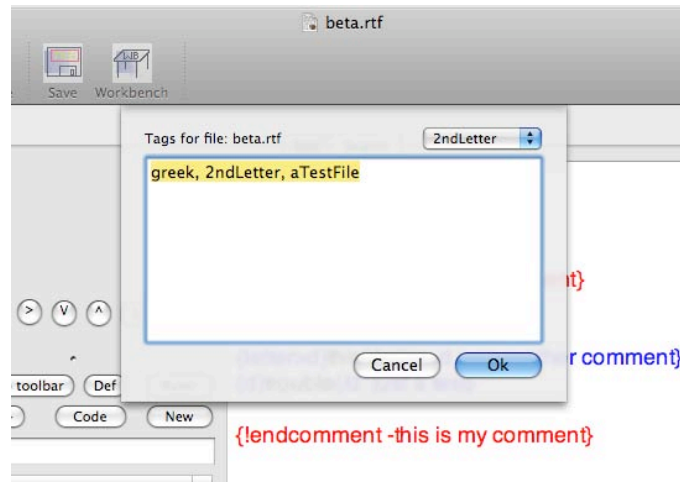 beta.rtf
WB
Save Workbench
Tags for file: beta.rtf 2ndLetter
greek, 2ndLetter, aTestFile
nt}
> V ^
r comment}
Cancel Ok
toolbar Def
Code New
{!endcomment -this is my comment}